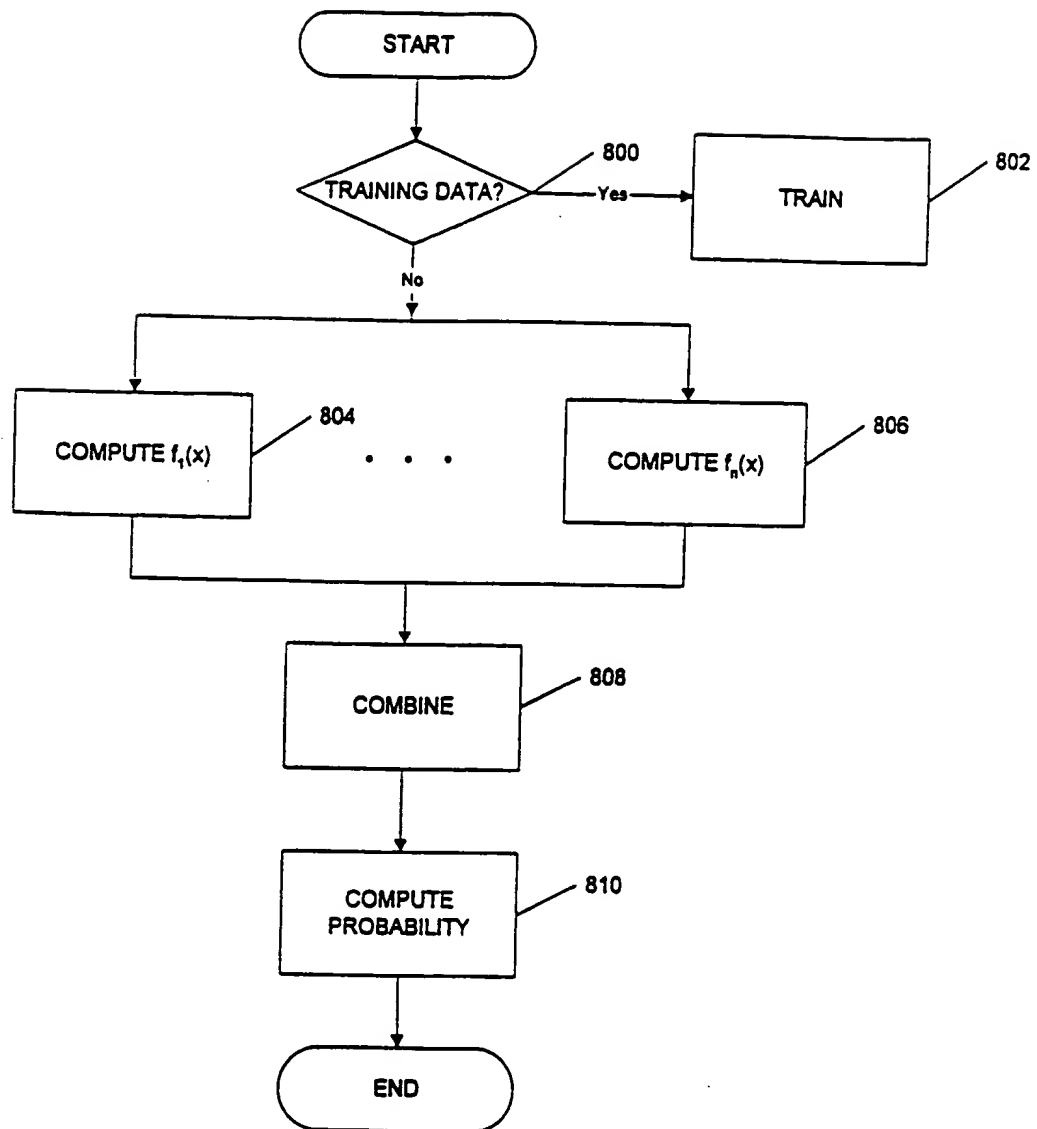 START
800
TRAINING DATA?
Yes
TRAIN
802
No
COMPUTE f₁(x)
804
. . .
COMPUTE fₙ(x)
806
COMBINE
808
COMPUTE
PROBABILITY
810
END